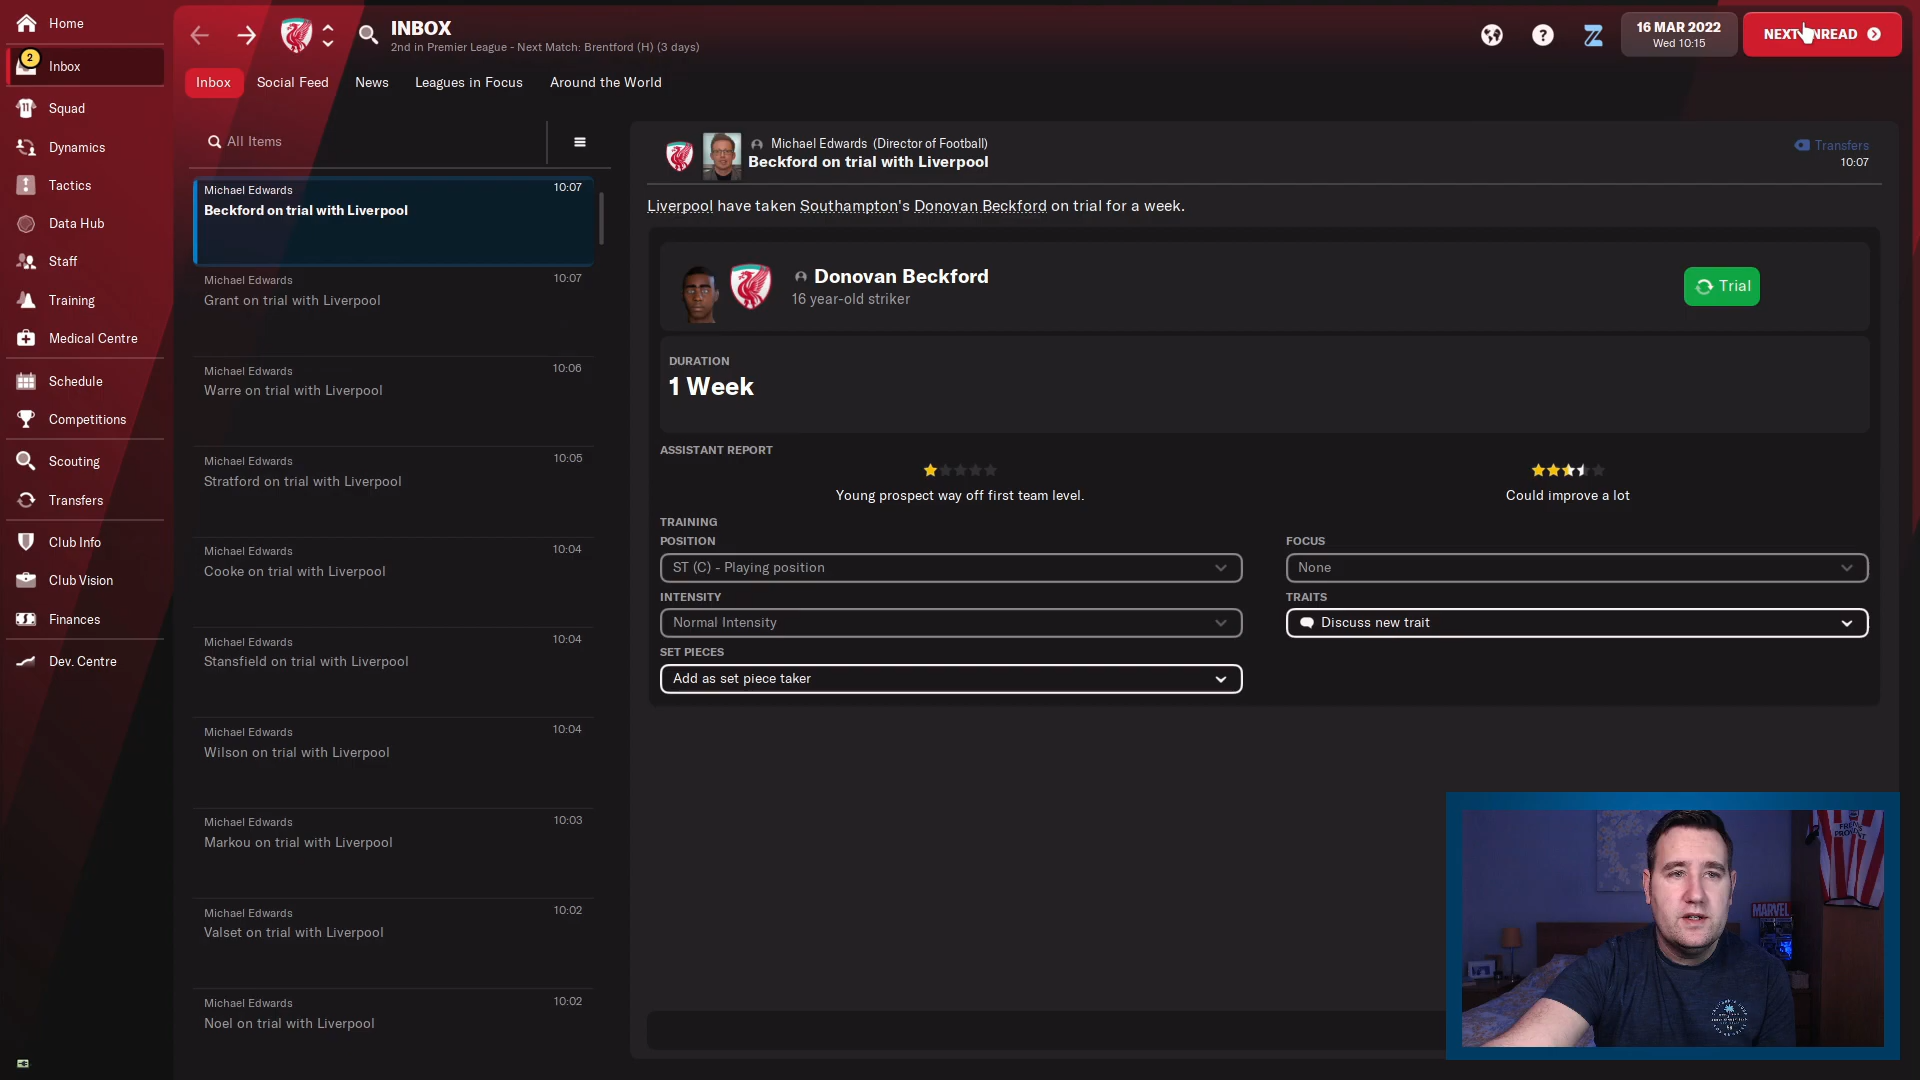 Home
2
Inbox
Squad
Dynamics
Tactics
Data Hub
Staff
Training
Medical Centre
Schedule
Competitions
Scouting
Transfers
Club Info
Club Vision
Finances
Dev. Centre
INBOX
2nd in Premier League - Next Match: Brentford (H) (3 days)
16 MAR 2022
Wed 10:15
NEXT UNREAD
Inbox
Social Feed
News
Leagues in Focus
Around the World
All Items
Michael Edwards 10:07
Beckford on trial with Liverpool
Michael Edwards 10:07
Grant on trial with Liverpool
Michael Edwards 10:06
Warre on trial with Liverpool
Michael Edwards 10:05
Stratford on trial with Liverpool
Michael Edwards 10:04
Cooke on trial with Liverpool
Michael Edwards 10:04
Stansfield on trial with Liverpool
Michael Edwards 10:04
Wilson on trial with Liverpool
Michael Edwards 10:03
Markou on trial with Liverpool
Michael Edwards 10:02
Valset on trial with Liverpool
Michael Edwards 10:02
Noel on trial with Liverpool
Michael Edwards (Director of Football)
Beckford on trial with Liverpool
Transfers
10:07
Liverpool have taken Southampton's Donovan Beckford on trial for a week.
Donovan Beckford
16 year-old striker
Trial
DURATION
1 Week
ASSISTANT REPORT
Young prospect way off first team level.
Could improve a lot
TRAINING
POSITION
ST (C) - Playing position
FOCUS
None
INTENSITY
Normal Intensity
TRAITS
Discuss new trait
SET PIECES
Add as set piece taker
MARVEL